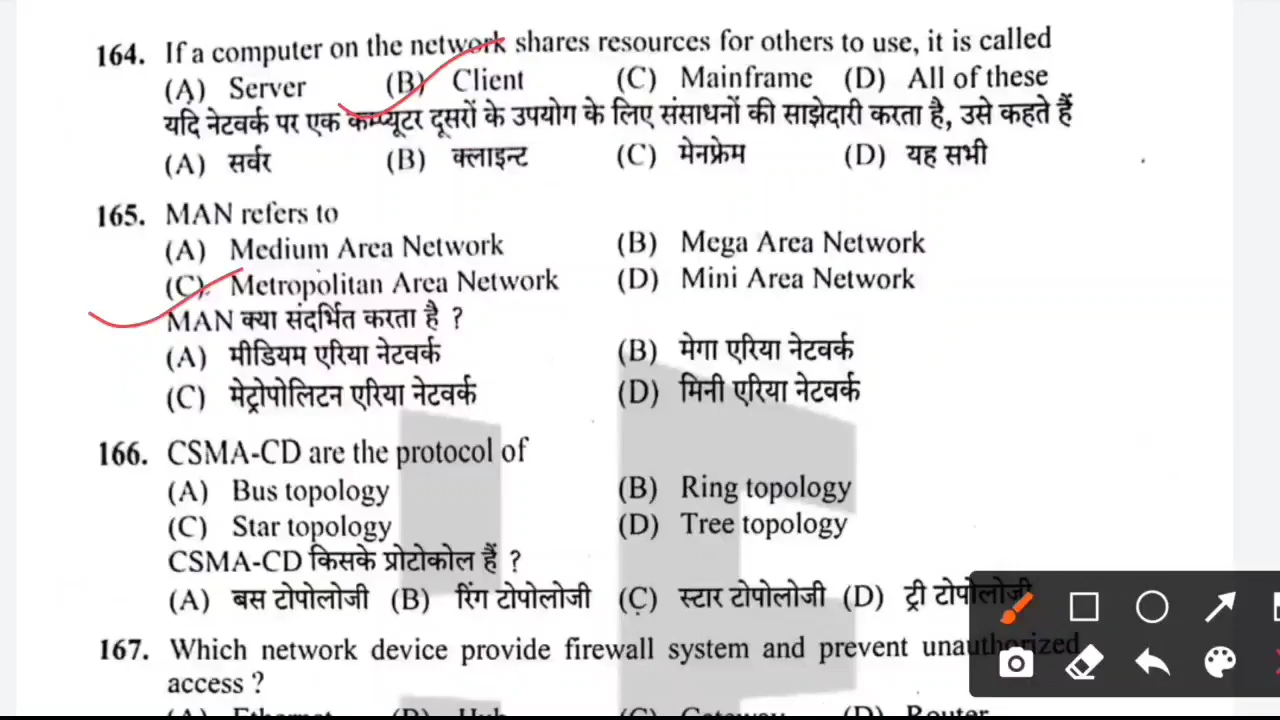 164. If a computer on the network shares resources for others to use, it is called
(A) Server (B) Client (C) Mainframe (D) All of these
यदि नेटवर्क पर एक कम्प्यूटर दूसरों के उपयोग के लिए संसाधनों की साझेदारी करता है, उसे कहते हैं
(A) सर्वर (B) क्लाइन्ट (C) मेनफ्रेम (D) यह सभी
165. MAN refers to
(A) Medium Area Network (B) Mega Area Network
(C) Metropolitan Area Network (D) Mini Area Network
MAN क्या संदर्भित करता है ?
(A) मीडियम एरिया नेटवर्क (B) मेगा एरिया नेटवर्क
(C) मेट्रोपोलिटन एरिया नेटवर्क (D) मिनी एरिया नेटवर्क
166. CSMA-CD are the protocol of
(A) Bus topology (B) Ring topology
(C) Star topology (D) Tree topology
CSMA-CD किसके प्रोटोकोल हैं ?
(A) बस टोपोलोजी (B) रिंग टोपोलोजी (C) स्टार टोपोलोजी (D) ट्री टोपोलोजी
167. Which network device provide firewall system and prevent unauthorized
access ?
(A) Ethernet (B) Hub (C) Gateway (D) Router